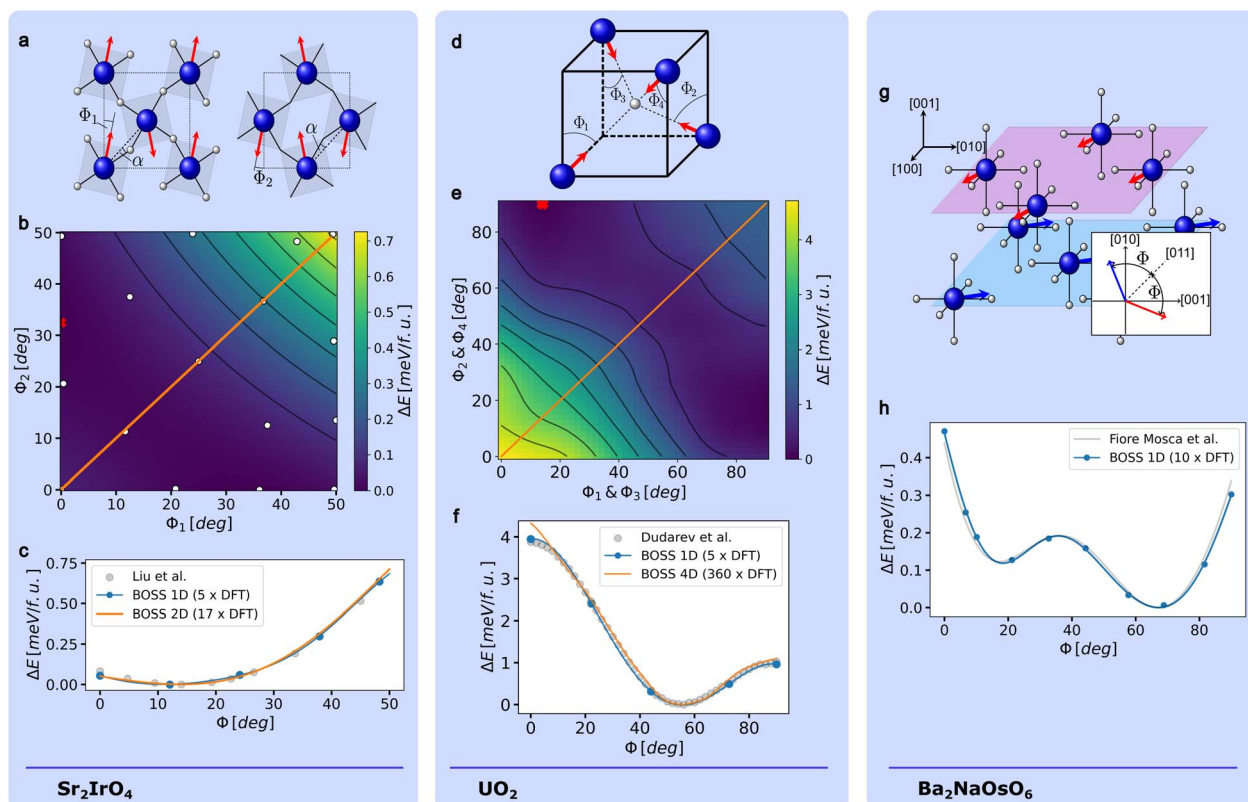 a
Φ₁
α
α
Φ₂
b
50
40
30
20
10
0
Φ₂ [deg]
0 10 20 30 40 50
Φ₁ [deg]
0.7
0.6
0.5
0.4
0.3
0.2
0.1
0.0
ΔE [meV/f. u.]
c
0.75
0.50
0.25
0.00
ΔE [meV/f. u.]
Liu et al.
BOSS 1D (5 x DFT)
BOSS 2D (17 x DFT)
0 10 20 30 40 50
Φ [deg]
Sr₂IrO₄
d
Φ₃
Φ₄
Φ₂
Φ₁
e
80
60
40
20
0
Φ₂ & Φ₄ [deg]
0 20 40 60 80
Φ₁ & Φ₃ [deg]
4
3
2
1
0
ΔE [meV/f. u.]
f
4
3
2
1
0
ΔE [meV/f. u.]
Dudarev et al.
BOSS 1D (5 x DFT)
BOSS 4D (360 x DFT)
0 20 40 60 80
Φ [deg]
UO₂
g
[001]
[010]
[100]
[010]
Φ
[011]
Φ
[001]
h
0.4
0.3
0.2
0.1
0.0
ΔE [meV/f. u.]
Fiore Mosca et al.
BOSS 1D (10 x DFT)
0 20 40 60 80
Φ [deg]
Ba₂NaOsO₆